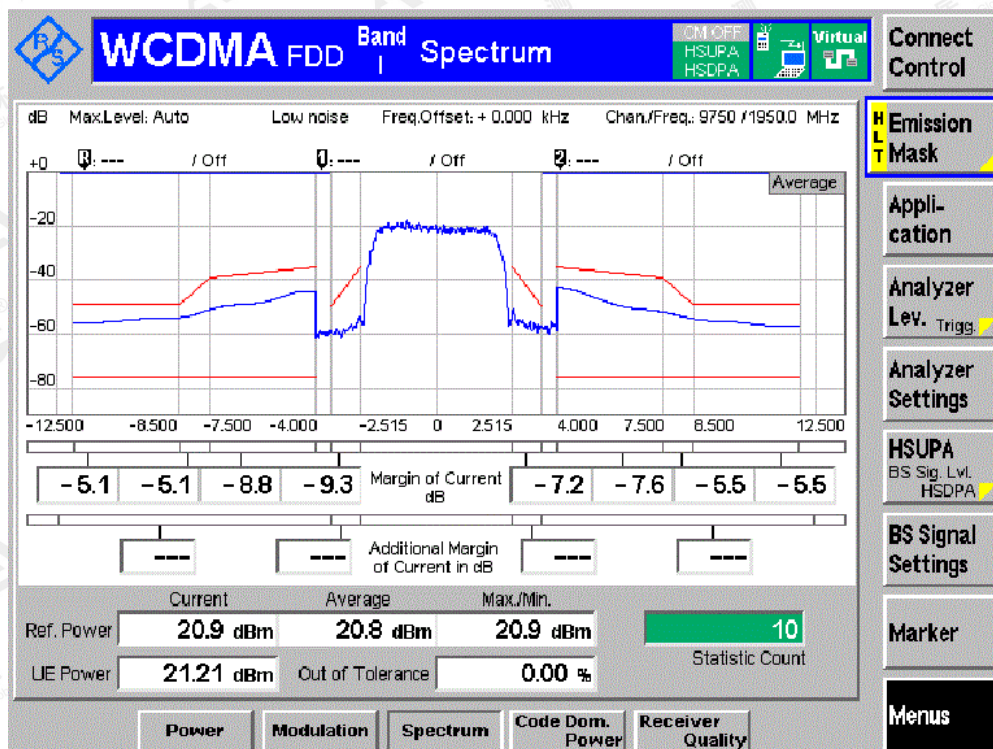 R S
WCDMA FDD Band I Spectrum
CM OFF
HSUPA
HSDPA
Virtual
Connect Control
dB Max.Level: Auto Low noise Freq.Offset: + 0.000 kHz Chan./Freq.: 9750 / 1950.0 MHz
HLT
Emission Mask
R: --- / Off 1: --- / Off 2: --- / Off
Average
+0
-20
-40
-60
-80
-12.500 -8.500 -7.500 -4.000 -2.515 0 2.515 4.000 7.500 8.500 12.500
Appli-
cation
Analyzer
Lev. Trigg.
Analyzer
Settings
-5.1 -5.1 -8.8 -9.3 Margin of Current dB -7.2 -7.6 -5.5 -5.5
HSUPA
BS Sig. Lvl.
HSDPA
--- --- Additional Margin of Current in dB --- ---
BS Signal
Settings
Current Average Max./Min.
Ref. Power 20.9 dBm 20.8 dBm 20.9 dBm 10
Statistic Count
UE Power 21.21 dBm Out of Tolerance 0.00 %
Marker
Menus
Power Modulation Spectrum Code Dom. Power Receiver Quality